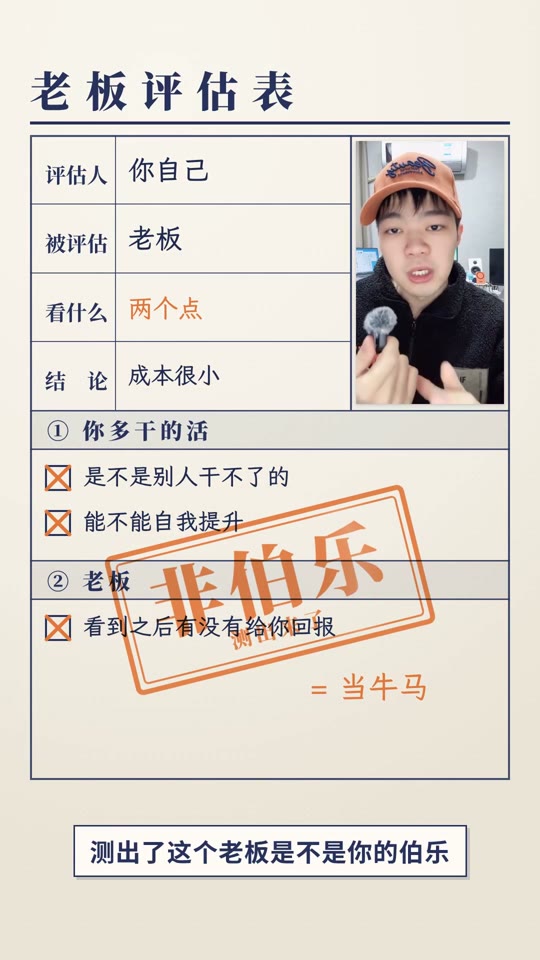 老板评估表
评估人 你自己
被评估 老板
看什么 两个点
结 论 成本很小
① 你多干的活
是不是别人干不了的
能不能自我提升
非伯乐
② 老板
看到之后有没有给你回报
= 当牛马
测出了这个老板是不是你的伯乐